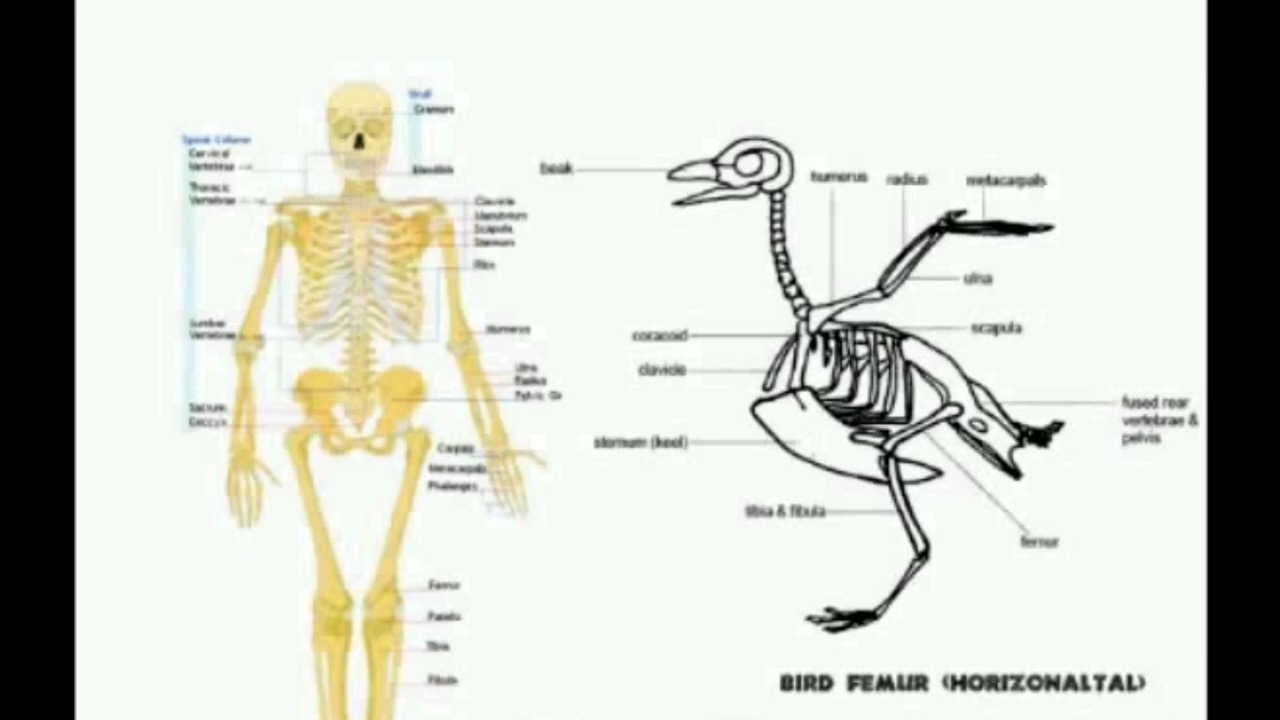 Skull
Cranium
Spinal Column
Cervical
Vertebrae
Mandible
Thoracic
Vertebrae
Clavicle
Manubrium
Scapula
Sternum
Ribs
Lumbar
Vertebrae
Humerus
Ulna
Radius
Sacrum
Coccyx
Carpals
Metacarpals
Phalanges
Femur
Patella
Tibia
Fibula
beak
humerus
radius
metacarpals
ulna
coracoid
scapula
clavicle
fused rear
vertebrae &
pelvis
sternum (keel)
tibia & fibula
femur
BIRD FEMUR (HORIZONALTAL)